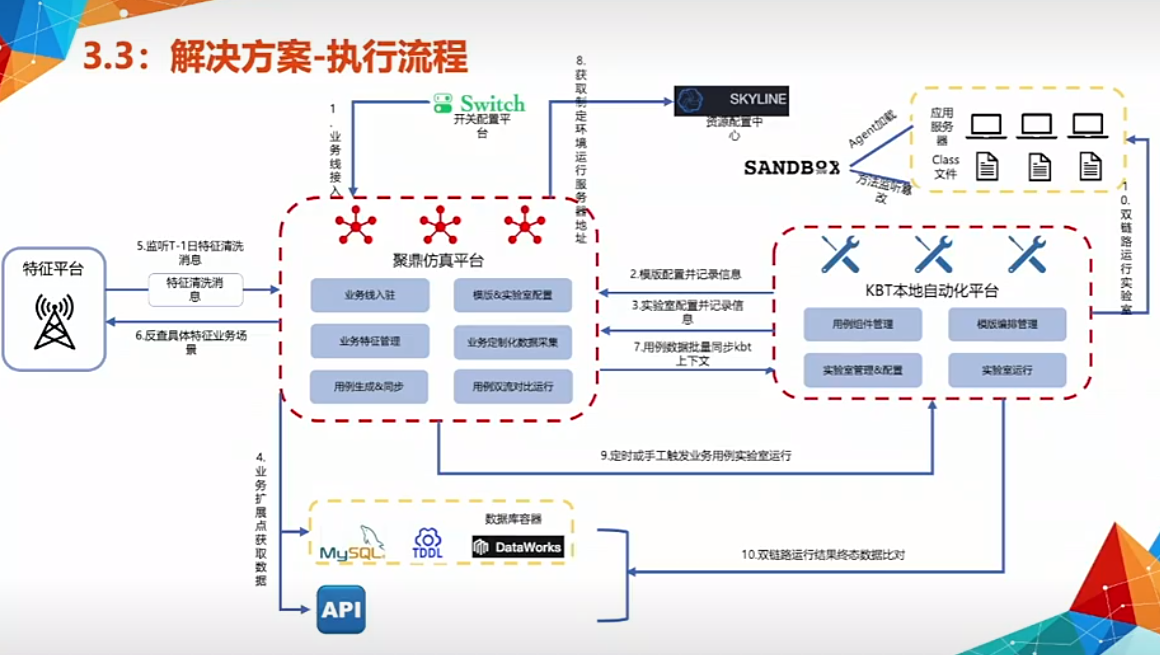 3.3：解决方案-执行流程
1
.
业
务
线
接
入
Switch
开关配置平
台
8.
获
取
制
定
环
境
运
行
服
务
器
地
址
SKYLINE
资源配置中
心
SANDBOX
Agent加载
方法监听篡
改
应用
服务
器
Class
文件
1
0.
双
链
路
运
行
实
验
室
特征平台
5.监听T-1日特征清洗
消息
特征清洗消
息
6.反查具体特征业务场
景
聚鼎仿真平台
业务线入驻
模版&实验室配置
业务特征管理
业务定制化数据采集
用例生成&同步
用例双流对比运行
2.模版配置并记录信息
3.实验室配置并记录信
息
7.用例数据批量同步kbt
上下文
KBT本地自动化平台
用例组件管理
模版编排管理
实验室管理&配置
实验室运行
9.定时或手工触发业务用例实验室运行
4.
业
务
扩
展
点
获
取
数
据
数据库容器
MySQL
TDDL
DataWorks
API
10.双链路运行结果终态数据比对